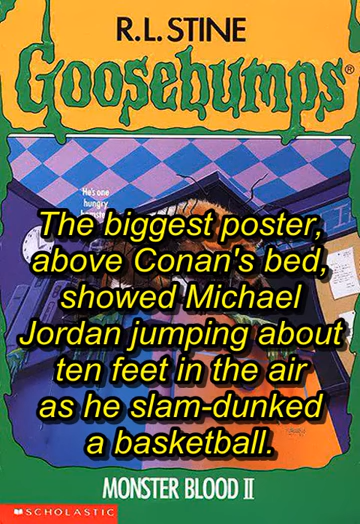 R.L. STINE
Goosebumps®
He's one
hungry
The biggest poster,
above Conan's bed,
showed Michael
Jordan jumping about
ten feet in the air
as he slam-dunked
a basketball.
MONSTER BLOOD II
SCHOLASTIC